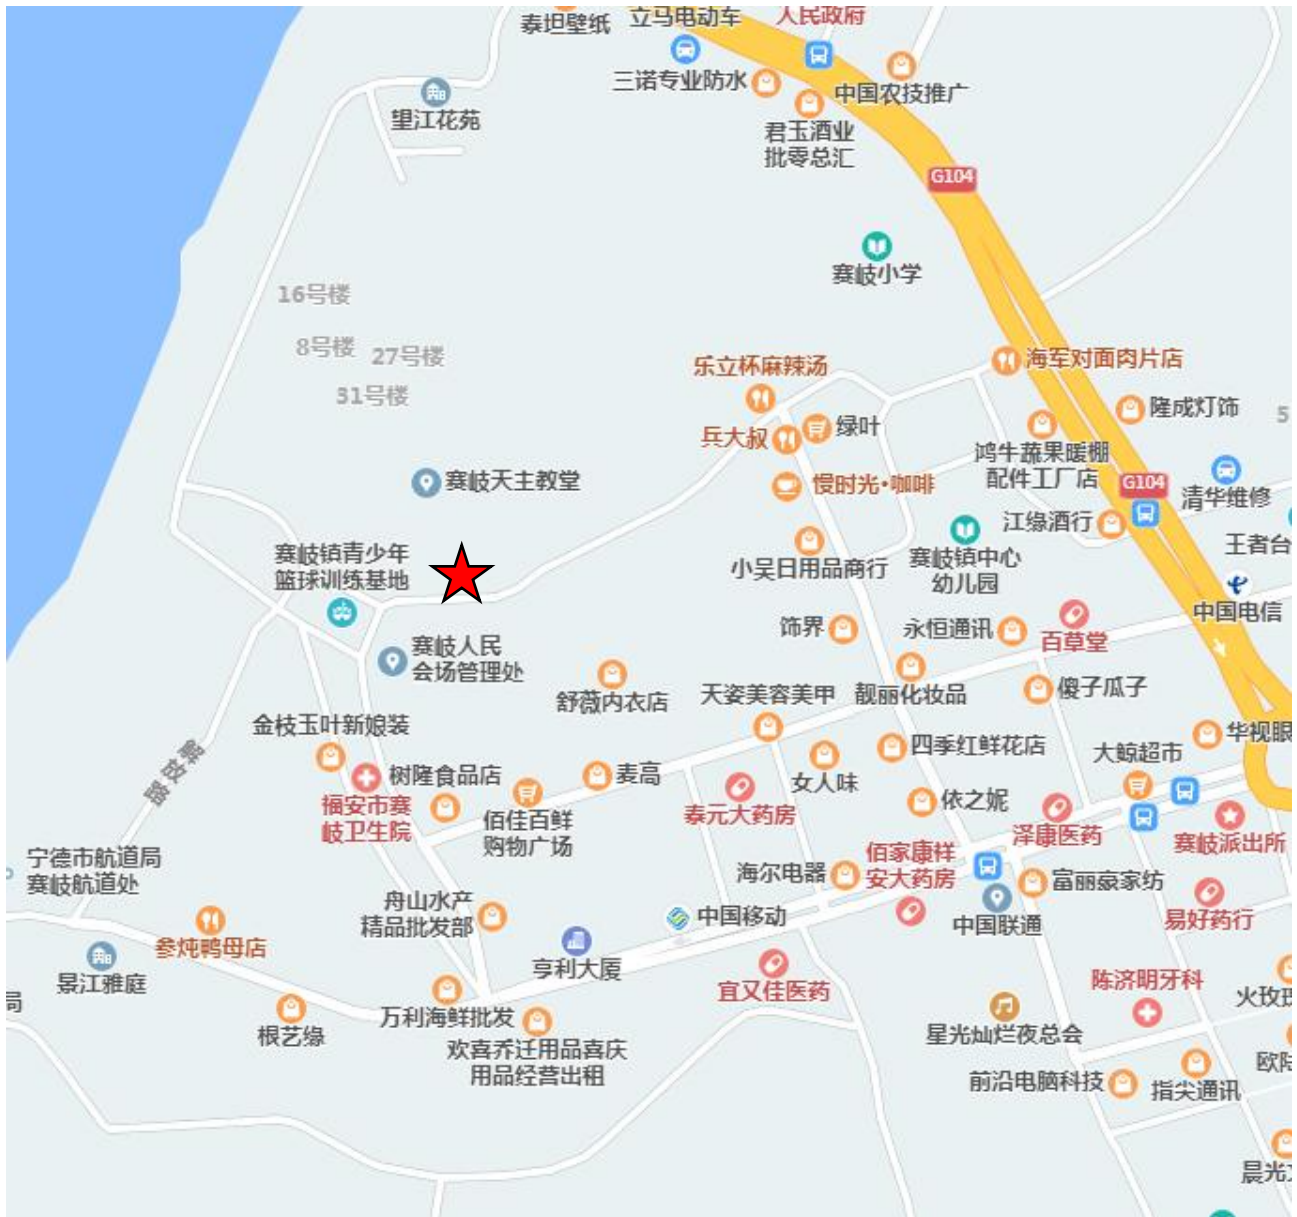 泰坦壁纸
立马电动车
人民政府
三诺专业防水
中国农技推广
望江花苑
君玉酒业
批零总汇
G104
赛岐小学
16号楼
8号楼
27号楼
31号楼
乐立杯麻辣汤
海军对面肉片店
隆成灯饰
5
兵大叔
绿叶
鸿牛蔬果暖棚
配件工厂店
赛岐天主教堂
慢时光·咖啡
G104
清华维修
江缘酒行
王者台
赛岐镇青少年
篮球训练基地
小吴日用品商行
赛岐镇中心
幼儿园
中国电信
饰界
永恒通讯
百草堂
赛岐人民
会场管理处
舒薇内衣店
天姿美容美甲
靓丽化妆品
傻子瓜子
金枝玉叶新娘装
四季红鲜花店
华视眼
大鲸超市
解放路
树隆食品店
麦高
女人味
福安市赛
岐卫生院
佰佳百鲜
购物广场
泰元大药房
依之妮
泽康医药
赛岐派出所
宁德市航道局
赛岐航道处
海尔电器
佰家康祥
安大药房
富丽豪家纺
舟山水产
精品批发部
中国移动
中国联通
易好药行
参炖鸭母店
亨利大厦
景江雅庭
宜又佳医药
陈济明牙科
局
火玫
根艺缘
万利海鲜批发
星光灿烂夜总会
欢喜乔迁用品喜庆
用品经营出租
前沿电脑科技
指尖通讯
欧
晨光